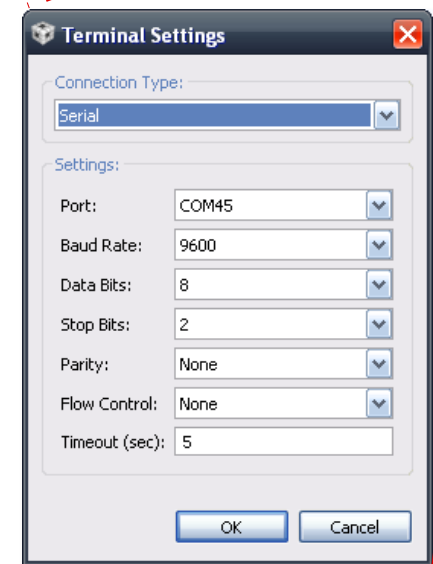 Terminal Settings
Connection Type:
Serial
Settings:
Port: COM45
Baud Rate: 9600
Data Bits: 8
Stop Bits: 2
Parity: None
Flow Control: None
Timeout (sec): 5
OK Cancel